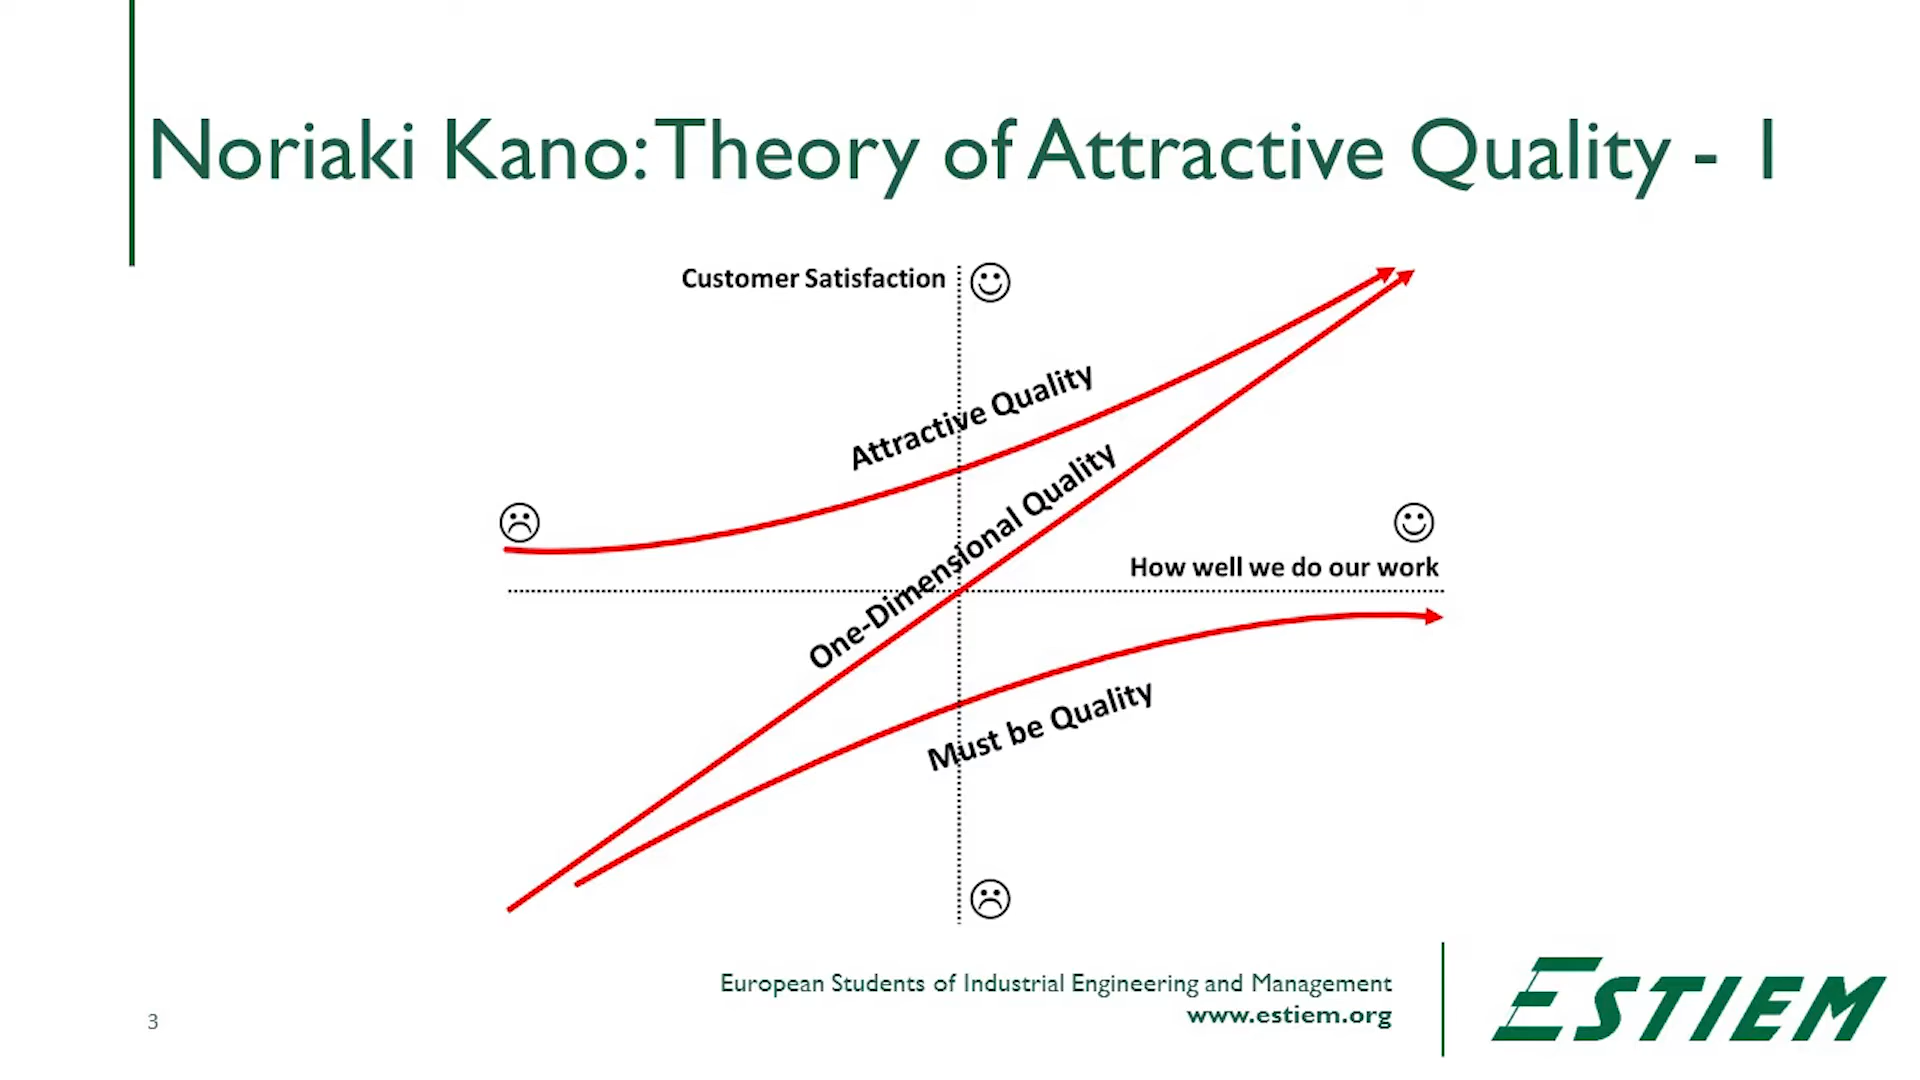 Noriaki Kano: Theory of Attractive Quality - 1
Customer Satisfaction
Attractive Quality
One-Dimensional Quality
How well we do our work
Must be Quality
European Students of Industrial Engineering and Management
www.estiem.org
ESTIEM
3